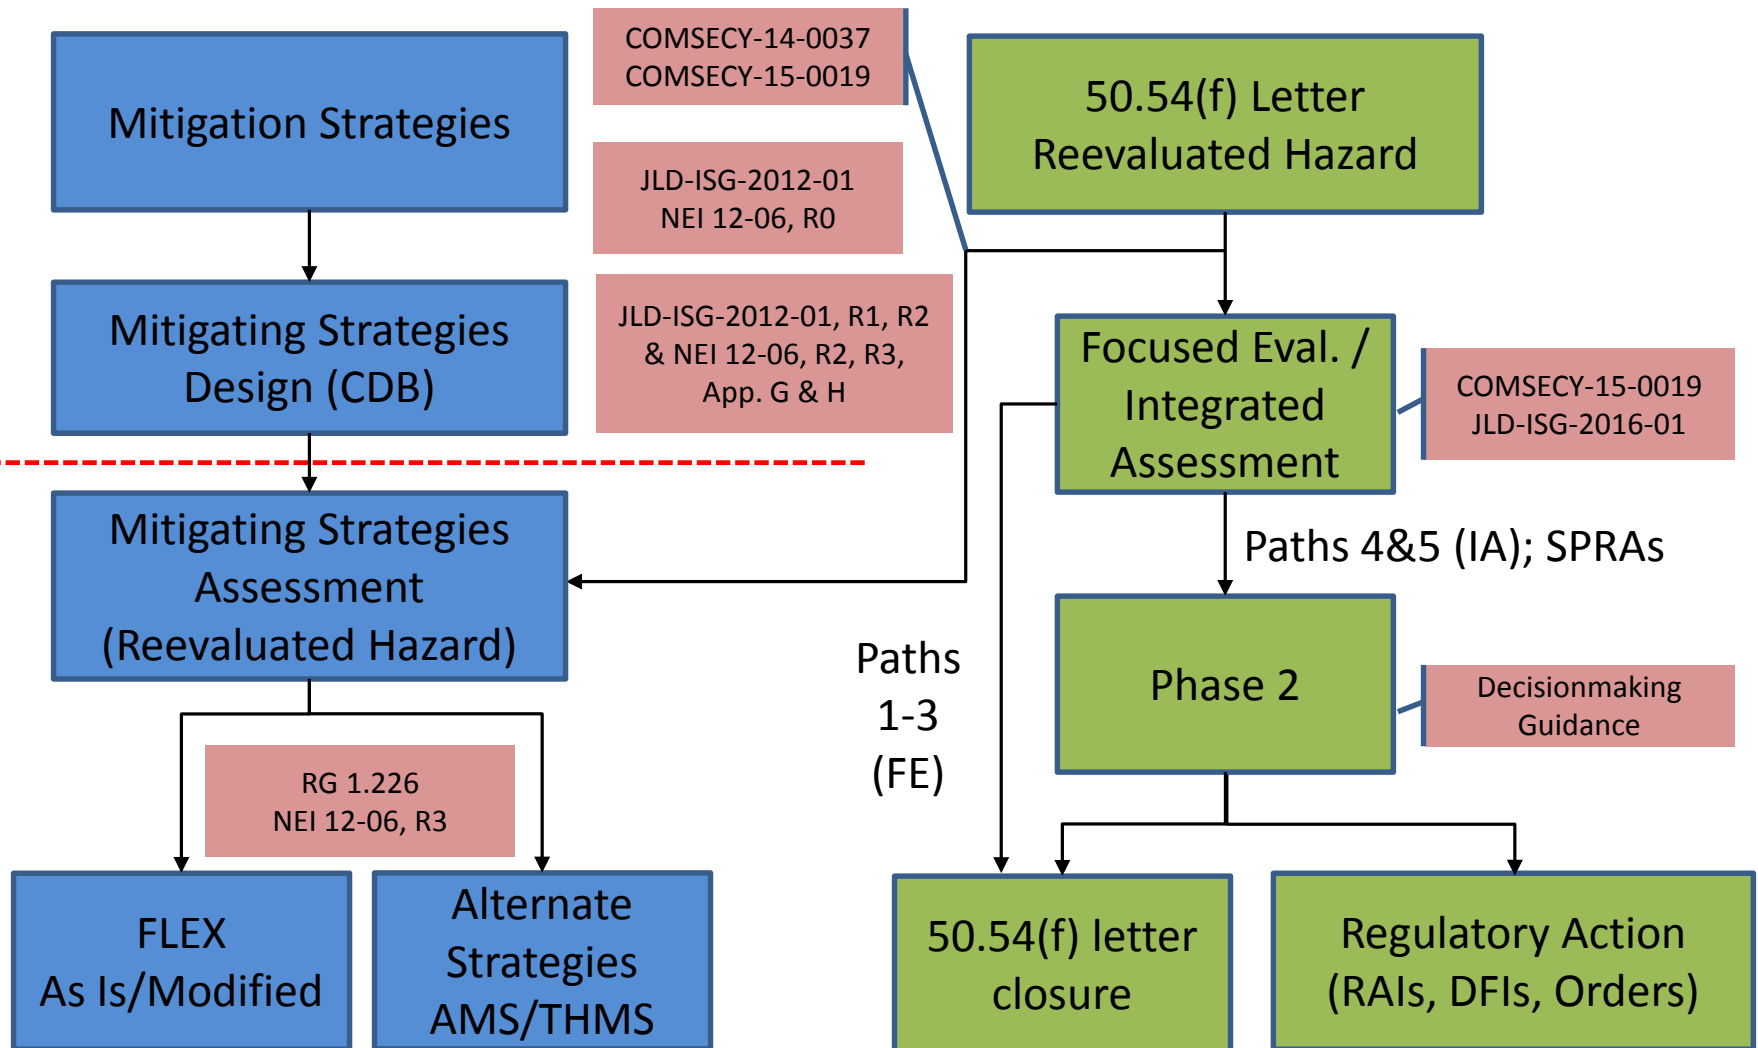 Mitigation Strategies
COMSECY-14-0037
COMSECY-15-0019
50.54(f) Letter
Reevaluated Hazard
JLD-ISG-2012-01
NEI 12-06, R0
Mitigating Strategies
Design (CDB)
JLD-ISG-2012-01, R1, R2
& NEI 12-06, R2, R3,
App. G & H
Focused Eval. /
Integrated
Assessment
COMSECY-15-0019
JLD-ISG-2016-01
Mitigating Strategies
Assessment
(Reevaluated Hazard)
Paths 4&5 (IA); SPRAs
Paths
1-3
(FE)
Phase 2
Decisionmaking
Guidance
RG 1.226
NEI 12-06, R3
FLEX
As Is/Modified
Alternate
Strategies
AMS/THMS
50.54(f) letter
closure
Regulatory Action
(RAIs, DFIs, Orders)